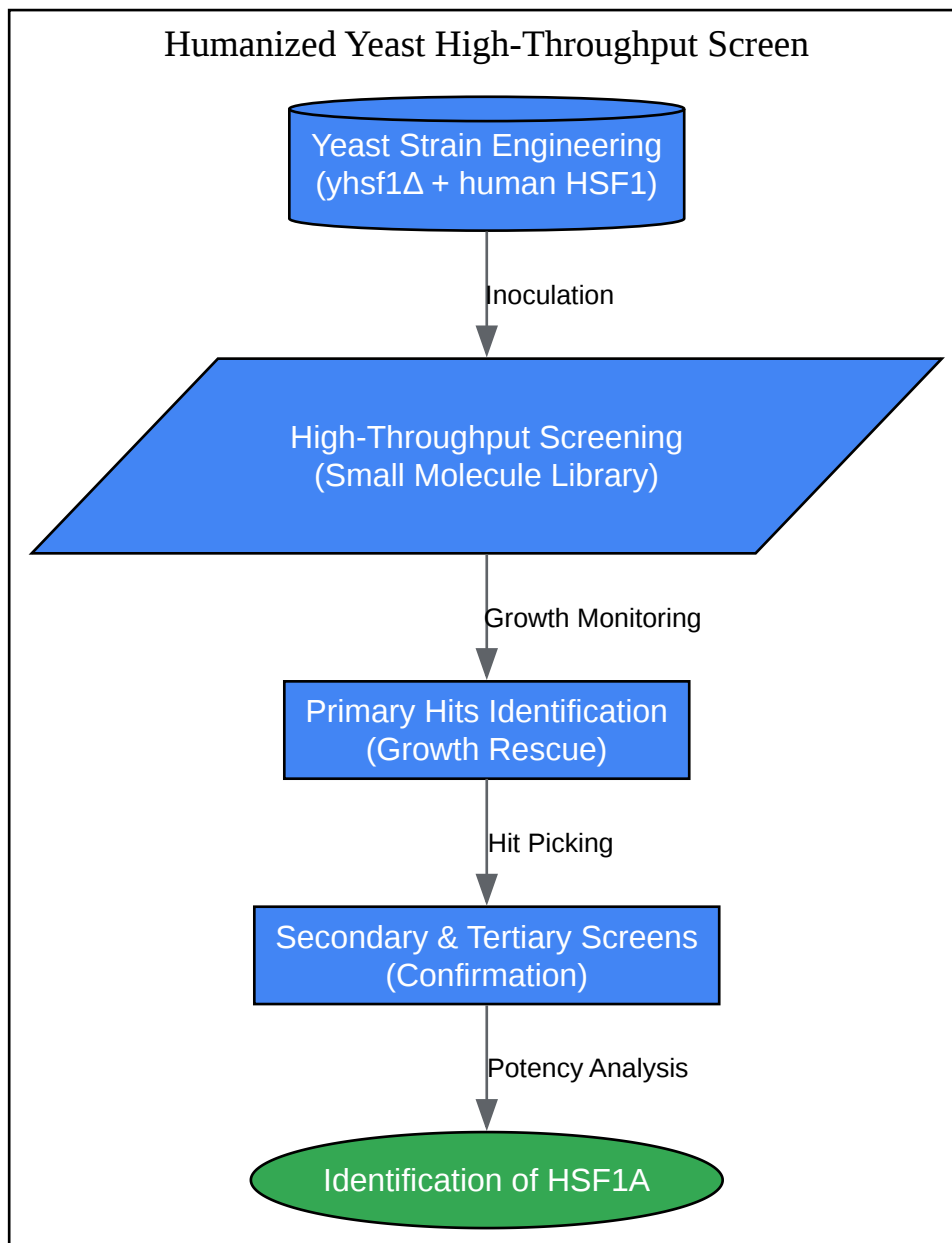 Humanized Yeast High-Throughput Screen
Yeast Strain Engineering
(yhsf1Δ + human HSF1)
Inoculation
High-Throughput Screening
(Small Molecule Library)
Growth Monitoring
Primary Hits Identification
(Growth Rescue)
Hit Picking
Secondary & Tertiary Screens
(Confirmation)
Potency Analysis
Identification of HSF1A